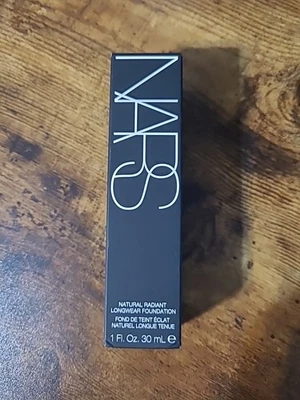 NARS
NATURAL RADIANT
LONGWEAR FOUNDATION
FOND DE TEINT ÉCLAT
NATUREL LONGUE TENUE
1 Fl. Oz. 30 mL ℮